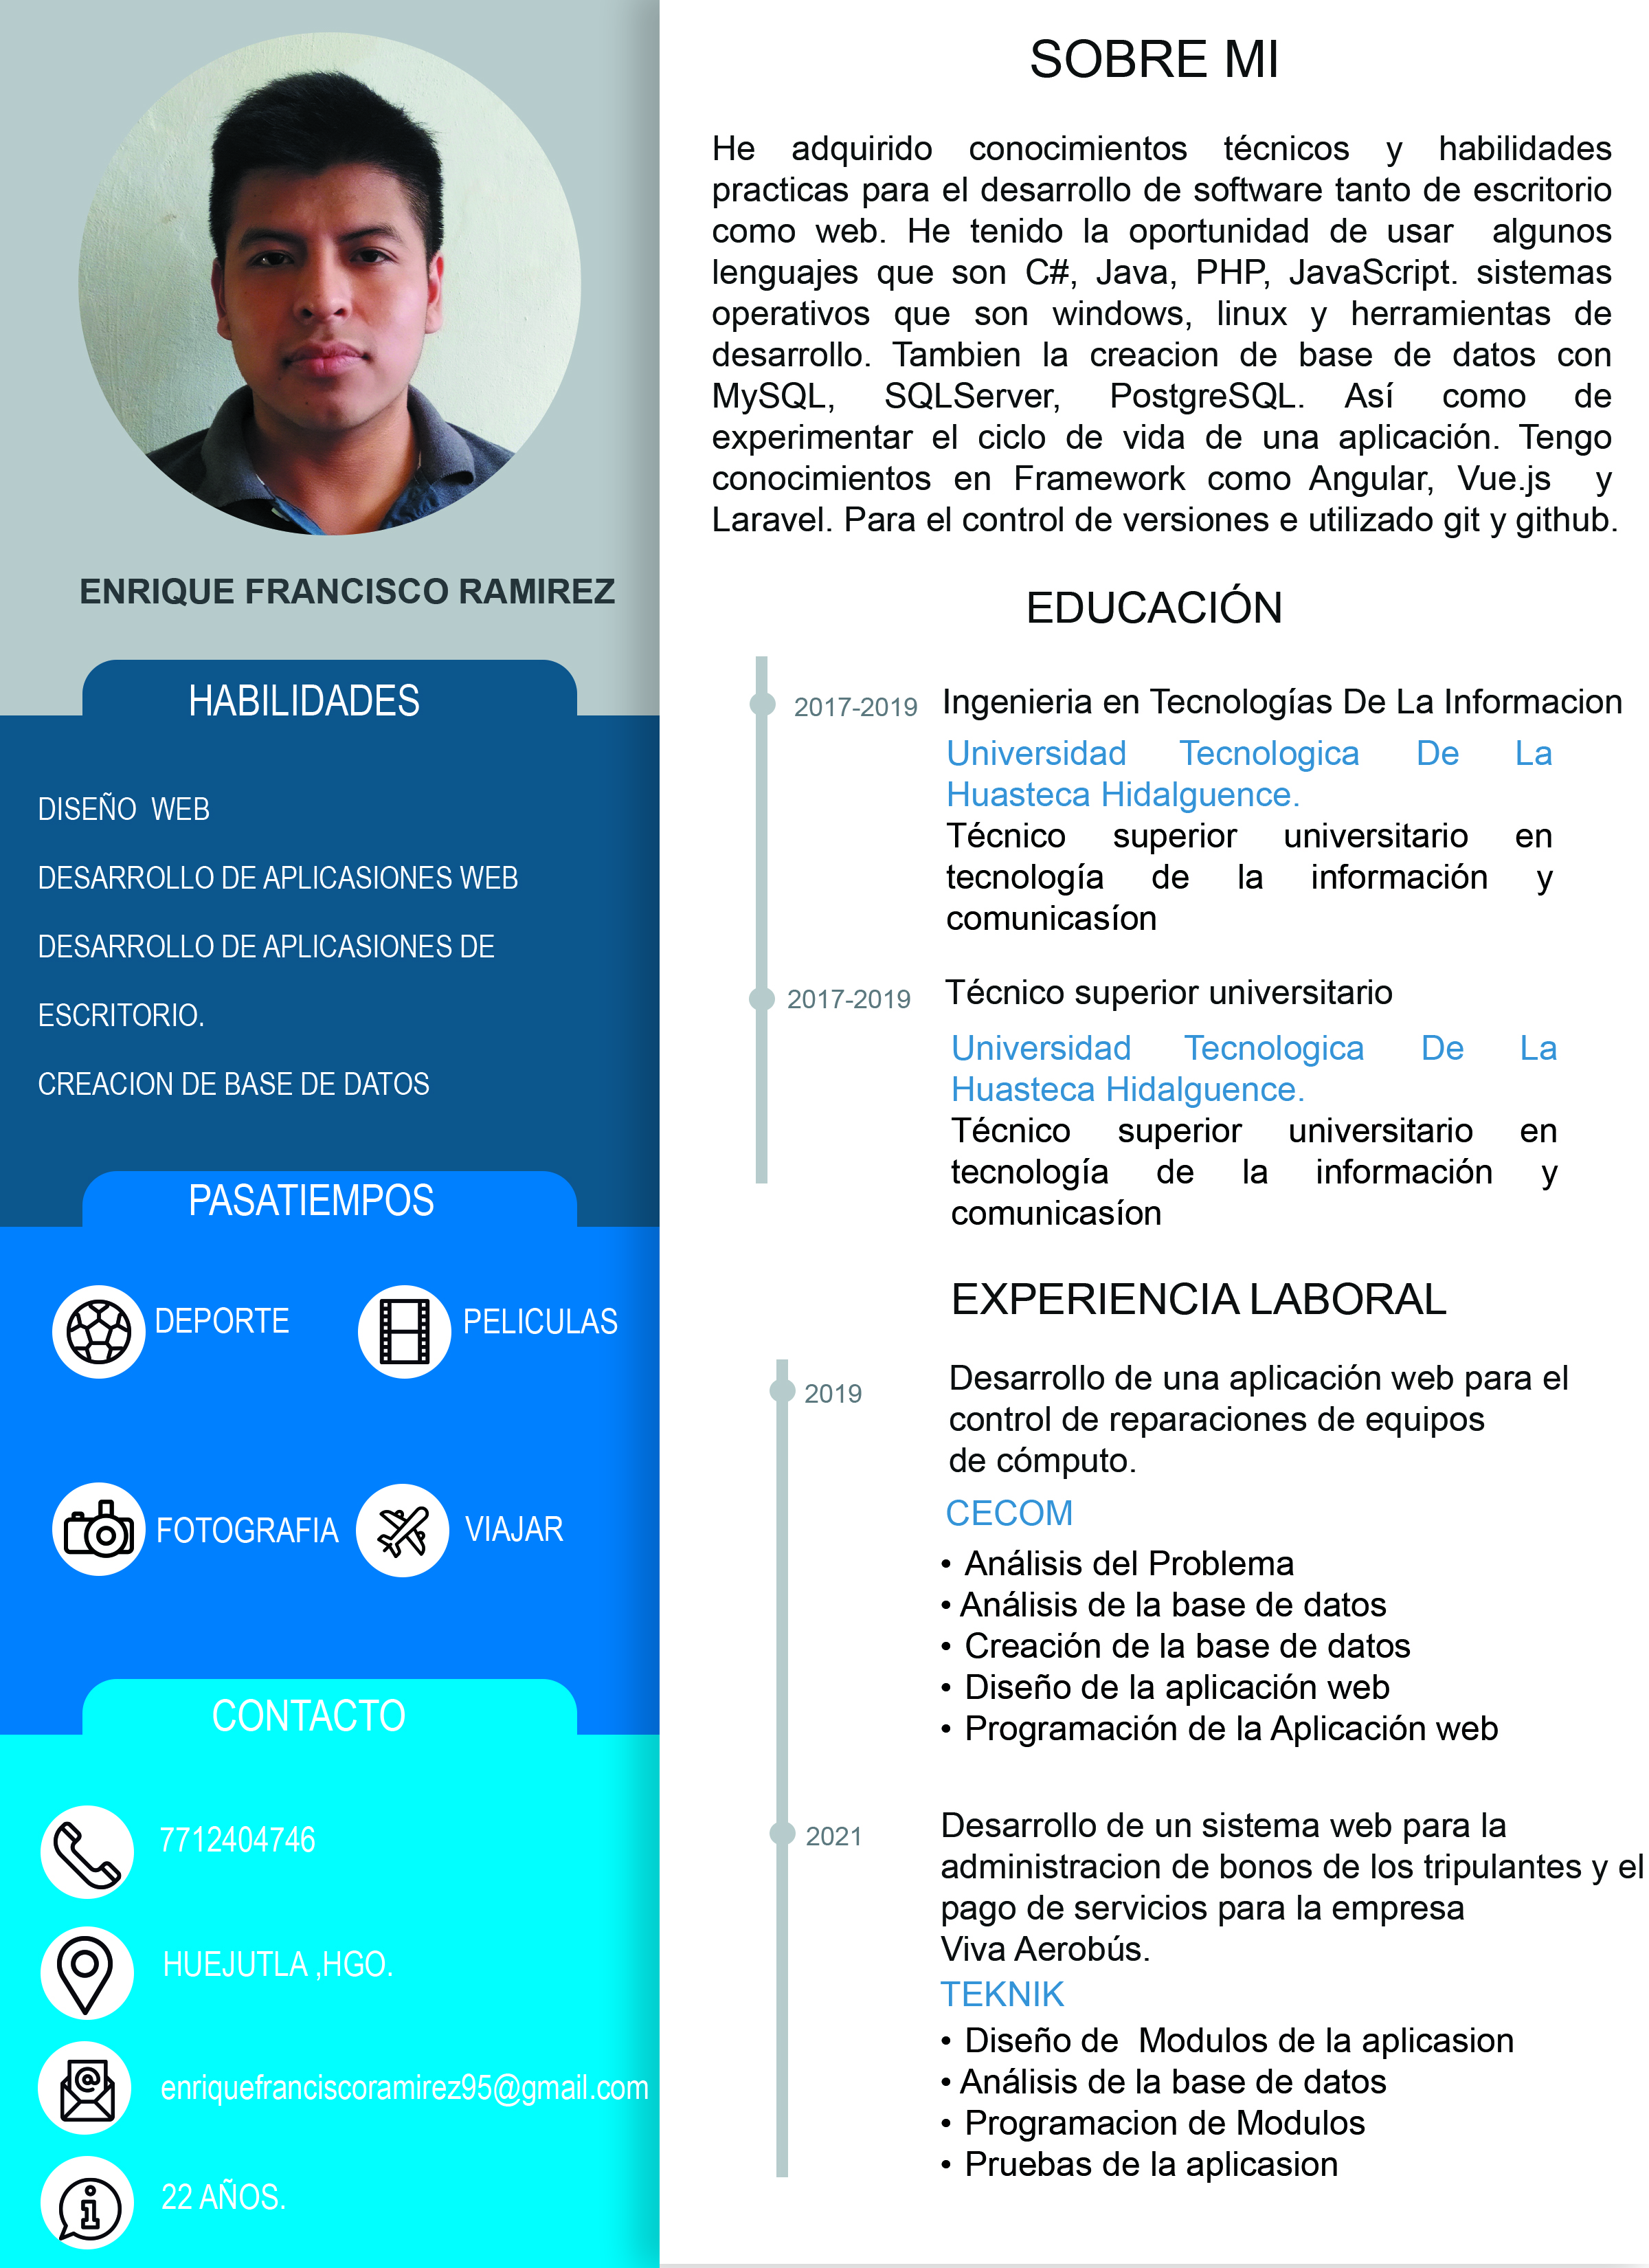 ENRIQUE FRANCISCO RAMIREZ
HABILIDADES
DISEÑO WEB
DESARROLLO DE APLICASIONES WEB
DESARROLLO DE APLICASIONES DE
ESCRITORIO.
CREACION DE BASE DE DATOS
PASATIEMPOS
DEPORTE
PELICULAS
FOTOGRAFIA
VIAJAR
CONTACTO
7712404746
HUEJUTLA ,HGO.
enriquefranciscoramirez95@gmail.com
22 AÑOS.
SOBRE MI
He adquirido conocimientos técnicos y habilidades
practicas para el desarrollo de software tanto de escritorio
como web. He tenido la oportunidad de usar algunos
lenguajes que son C#, Java, PHP, JavaScript. sistemas
operativos que son windows, linux y herramientas de
desarrollo. Tambien la creacion de base de datos con
MySQL, SQLServer, PostgreSQL. Así como de
experimentar el ciclo de vida de una aplicación. Tengo
conocimientos en Framework como Angular, Vue.js y
Laravel. Para el control de versiones e utilizado git y github.
EDUCACIÓN
2017-2019 Ingenieria en Tecnologías De La Informacion
Universidad Tecnologica De La
Huasteca Hidalguence.
Técnico superior universitario en
tecnología de la información y
comunicasíon
2017-2019 Técnico superior universitario
Universidad Tecnologica De La
Huasteca Hidalguence.
Técnico superior universitario en
tecnología de la información y
comunicasíon
EXPERIENCIA LABORAL
2019 Desarrollo de una aplicación web para el
control de reparaciones de equipos
de cómputo.
CECOM
• Análisis del Problema
• Análisis de la base de datos
• Creación de la base de datos
• Diseño de la aplicación web
• Programación de la Aplicación web
2021 Desarrollo de un sistema web para la
administracion de bonos de los tripulantes y el
pago de servicios para la empresa
Viva Aerobús.
TEKNIK
• Diseño de Modulos de la aplicasion
• Análisis de la base de datos
• Programacion de Modulos
• Pruebas de la aplicasion